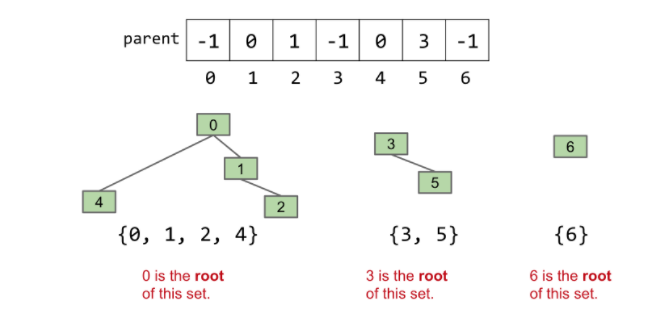 parent -1 0 1 -1 0 3 -1
0 1 2 3 4 5 6
0
3
6
1
5
4
2
{0, 1, 2, 4}
{3, 5}
{6}
0 is the root
of this set.
3 is the root
of this set.
6 is the root
of this set.